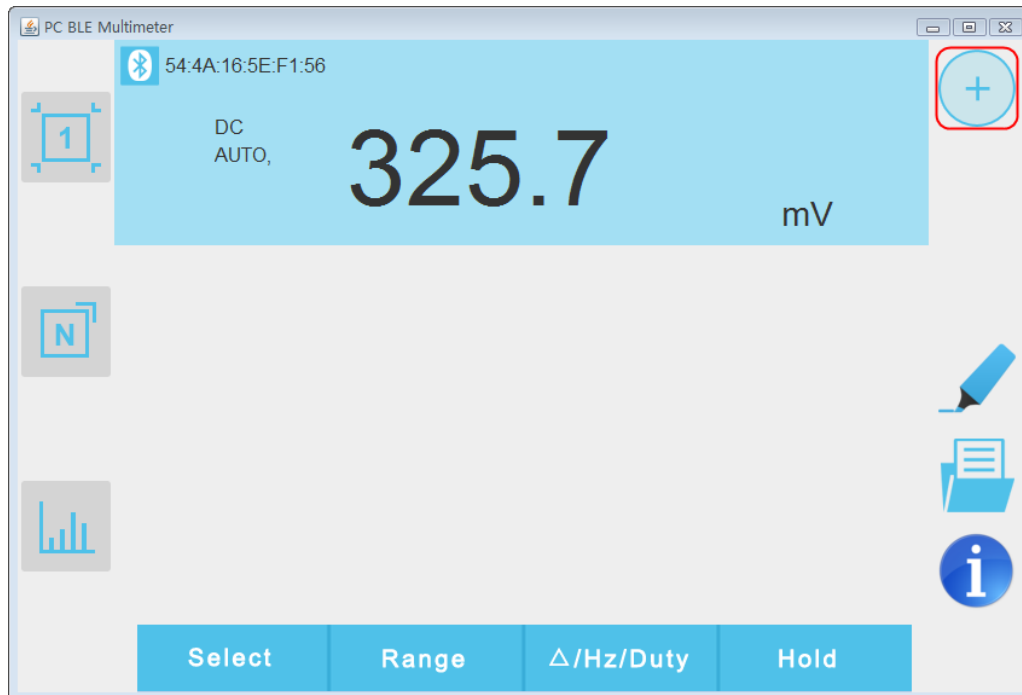 PC BLE Multimeter
54:4A:16:5E:F1:56
DC
AUTO,
325.7
mV
1
N
i
Select
Range
△/Hz/Duty
Hold